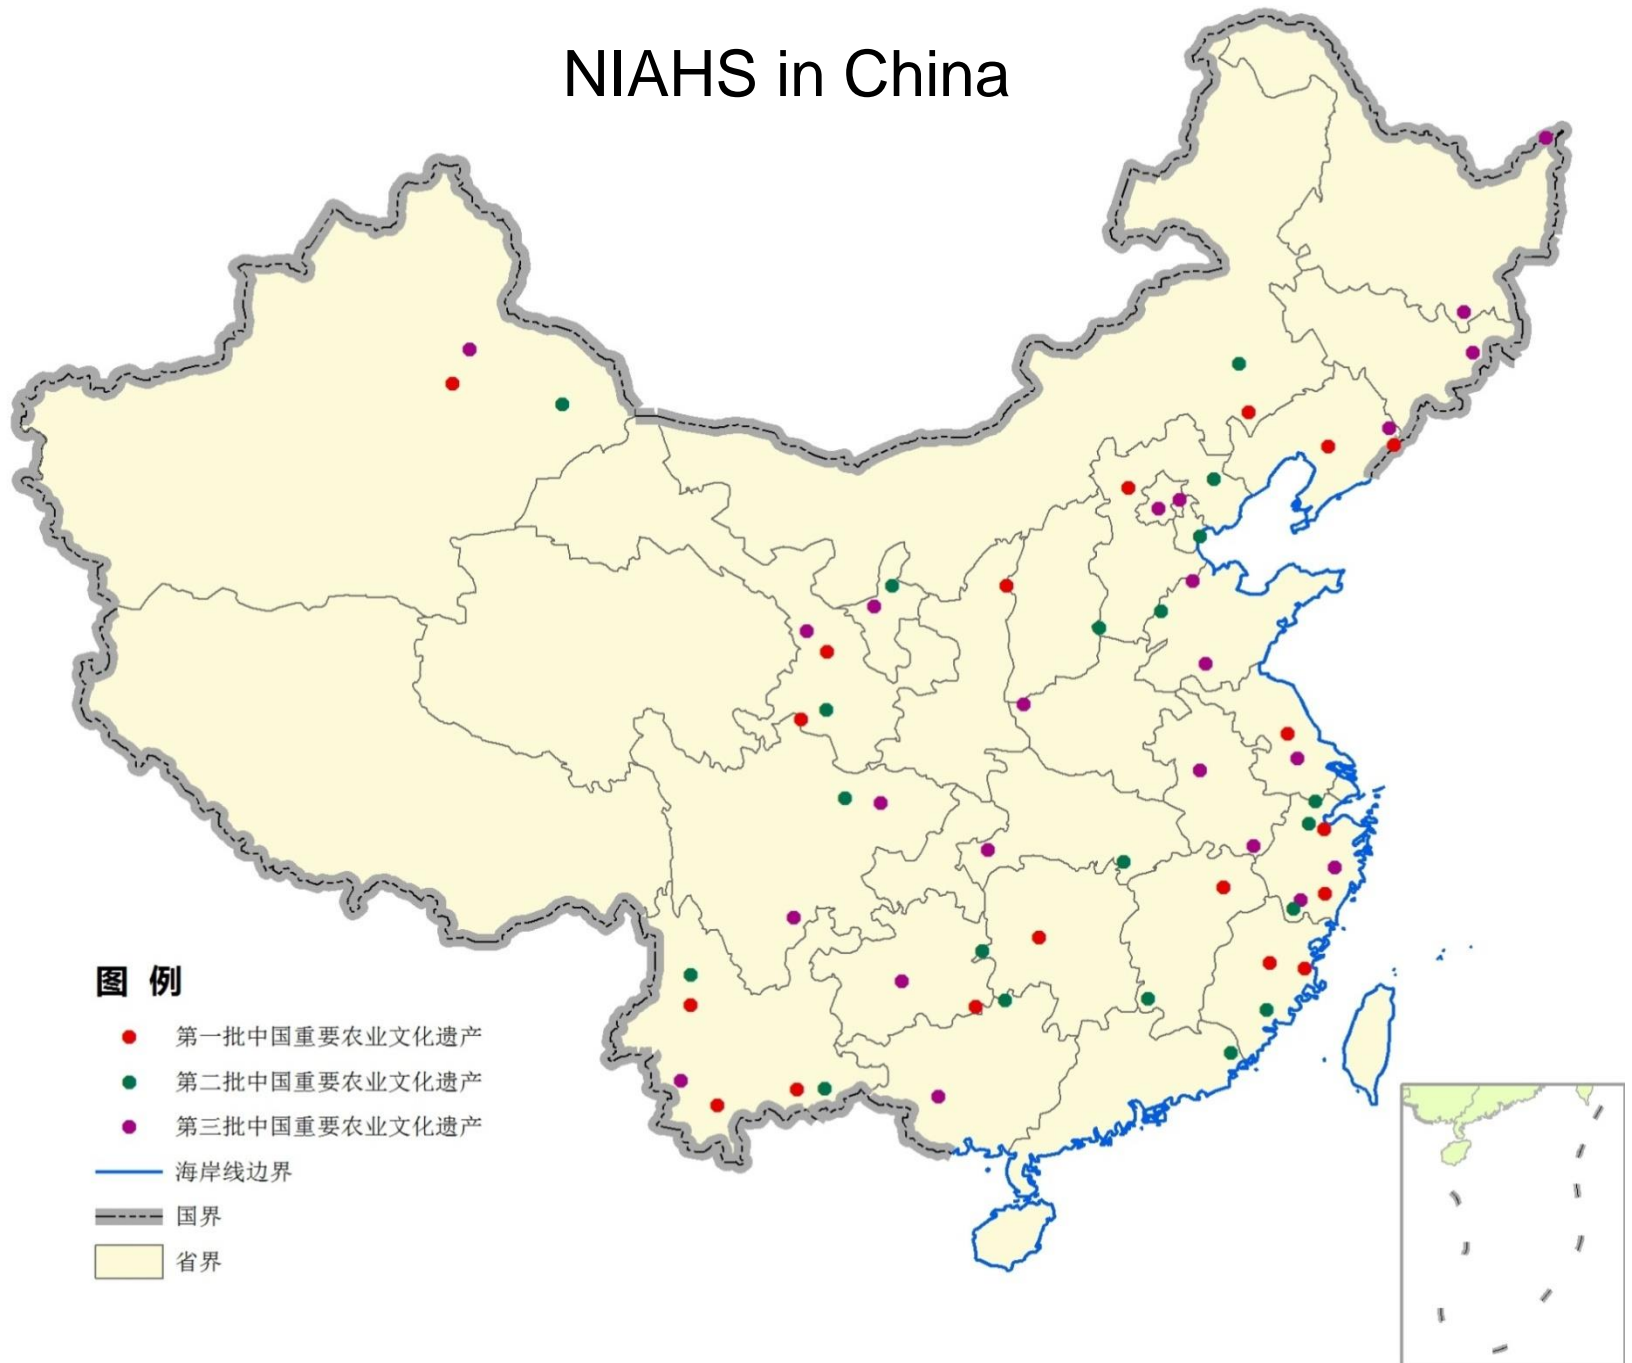 NIAHS in China
图 例
第一批中国重要农业文化遗产
第二批中国重要农业文化遗产
第三批中国重要农业文化遗产
海岸线边界
国界
省界